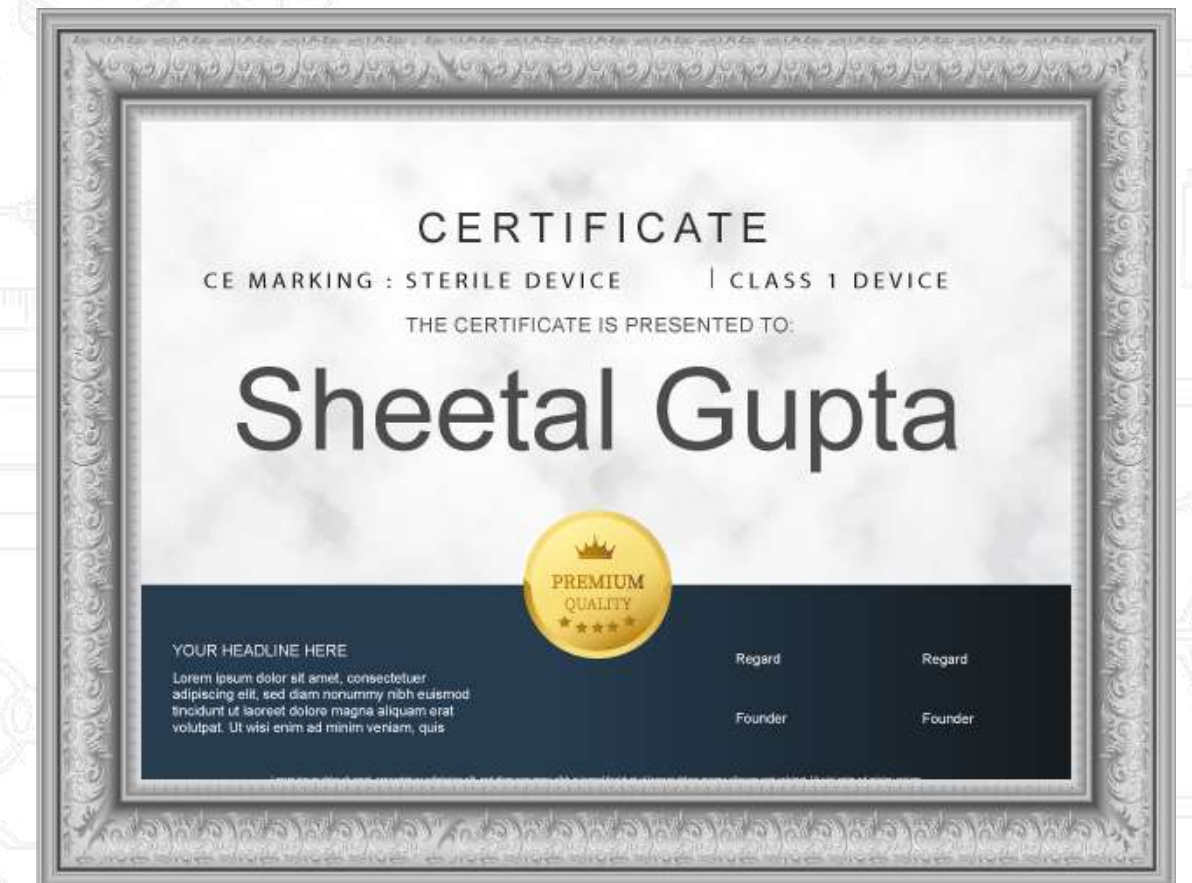 CERTIFICATE
CE MARKING : STERILE DEVICE | CLASS 1 DEVICE
THE CERTIFICATE IS PRESENTED TO:
Sheetal Gupta
PREMIUM
QUALITY
YOUR HEADLINE HERE
Lorem ipsum dolor sit amet, consectetuer
adipiscing elit, sed diam nonummy nibh euismod
tincidunt ut laoreet dolore magna aliquam erat
volutpat. Ut wisi enim ad minim veniam, quis
Regard
Regard
Founder
Founder